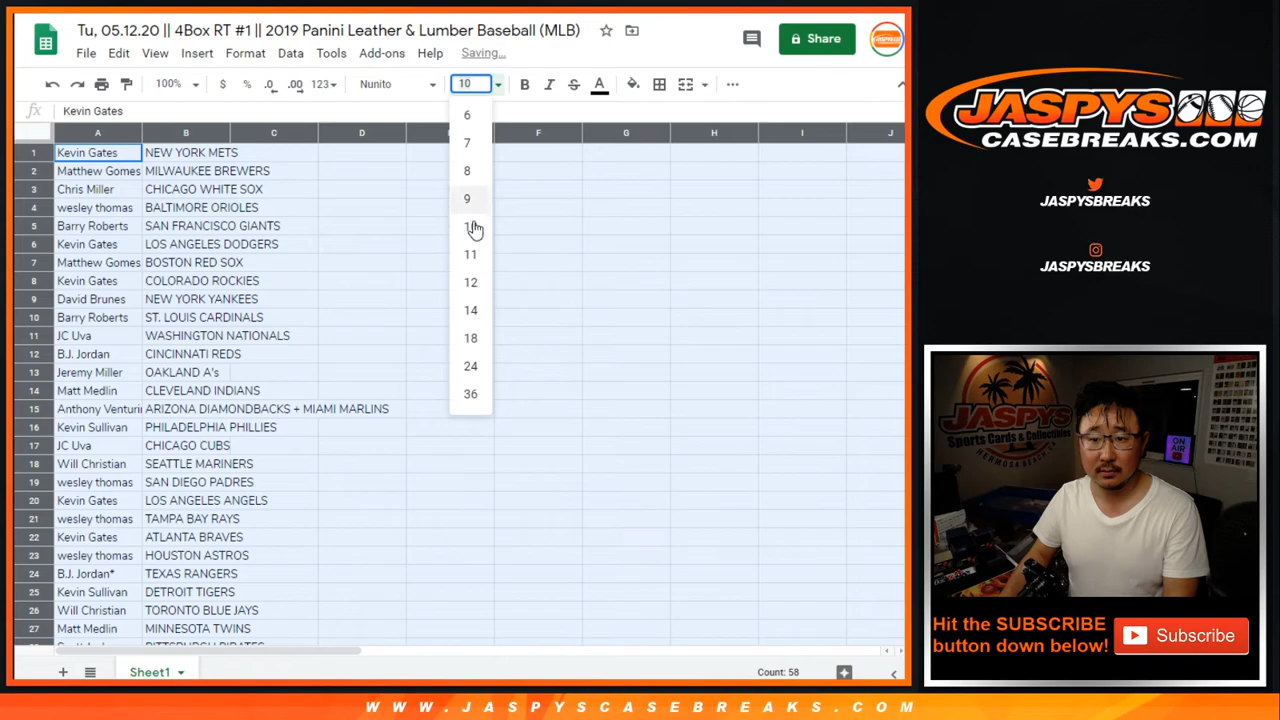 Tu, 05.12.20 || 4Box RT #1 || 2019 Panini Leather & Lumber Baseball (MLB)
Share
File Edit View Insert Format Data Tools Add-ons Help Saving...
100% $ % .0 .00 123 Nunito 10 B I S A
fx Kevin Gates
6
7
8
9
11
12
14
18
24
36
A B C D F G H I J
1 Kevin Gates NEW YORK METS
2 Matthew Gomes MILWAUKEE BREWERS
3 Chris Miller CHICAGO WHITE SOX
4 wesley thomas BALTIMORE ORIOLES
5 Barry Roberts SAN FRANCISCO GIANTS
6 Kevin Gates LOS ANGELES DODGERS
7 Matthew Gomes BOSTON RED SOX
8 Kevin Gates COLORADO ROCKIES
9 David Brunes NEW YORK YANKEES
10 Barry Roberts ST. LOUIS CARDINALS
11 JC Uva WASHINGTON NATIONALS
12 B.J. Jordan CINCINNATI REDS
13 Jeremy Miller OAKLAND A's
14 Matt Medlin CLEVELAND INDIANS
15 Anthony Venturi ARIZONA DIAMONDBACKS + MIAMI MARLINS
16 Kevin Sullivan PHILADELPHIA PHILLIES
17 JC Uva CHICAGO CUBS
18 Will Christian SEATTLE MARINERS
19 wesley thomas SAN DIEGO PADRES
20 Kevin Gates LOS ANGELES ANGELS
21 wesley thomas TAMPA BAY RAYS
22 Kevin Gates ATLANTA BRAVES
23 wesley thomas HOUSTON ASTROS
24 B.J. Jordan* TEXAS RANGERS
25 Kevin Sullivan DETROIT TIGERS
26 Will Christian TORONTO BLUE JAYS
27 Matt Medlin MINNESOTA TWINS
Sheet1
Count: 58
JASPYS
CASEBREAKS.COM
JASPYSBREAKS
JASPYSBREAKS
JASPYS
Sports Cards & Collectibles
HERMOSA BEACH
ON AIR
Hit the SUBSCRIBE
button down below!
Subscribe
WWW.JASPYSCASEBREAKS.COM